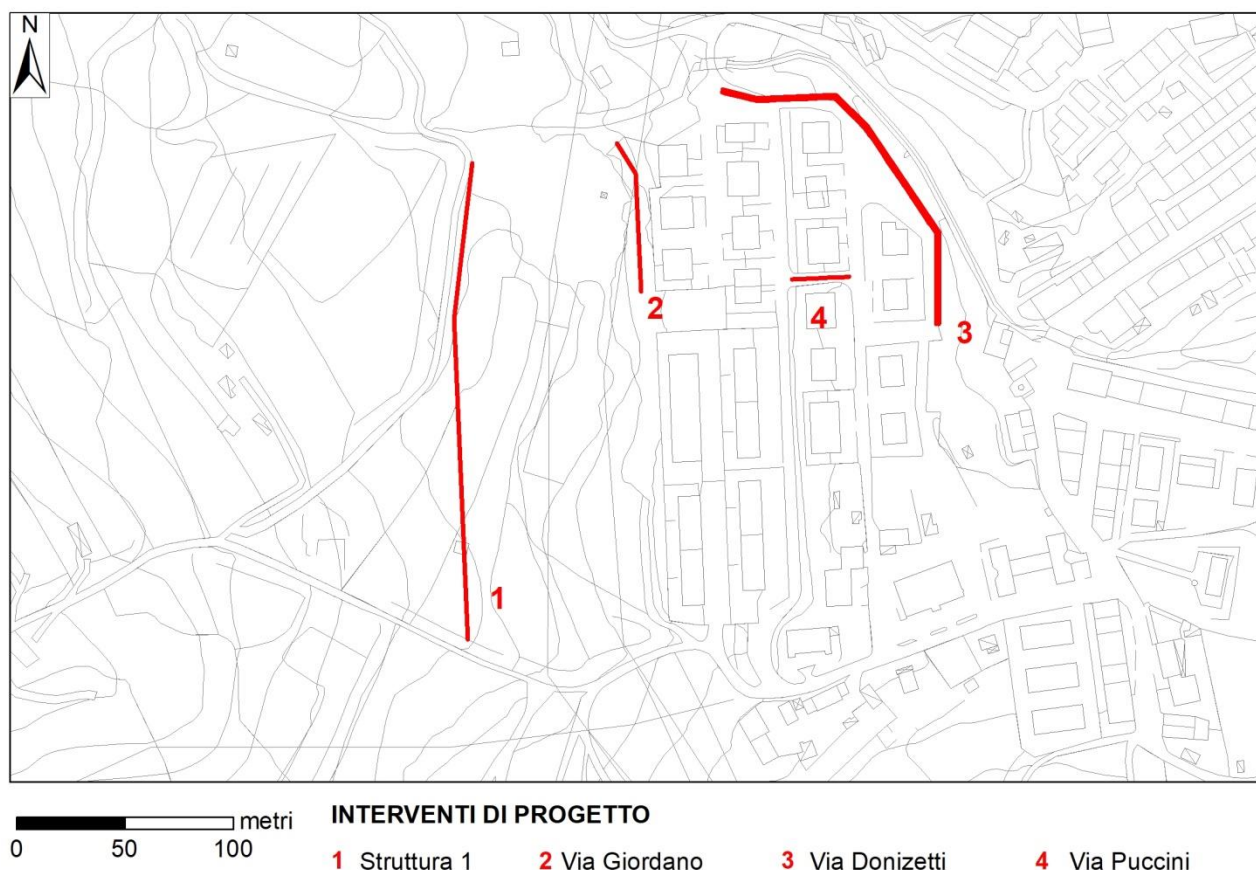 N
2
4
3
1
metri
0 50 100
INTERVENTI DI PROGETTO
1 Struttura 1 2 Via Giordano 3 Via Donizetti 4 Via Puccini